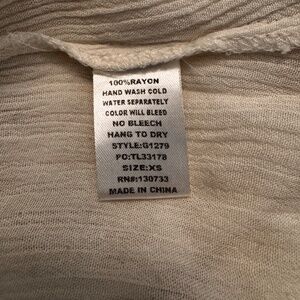 100%RAYON
HAND WASH COLD
WATER SEPARATELY
COLOR WILL BLEED
NO BLEECH
HANG TO DRY
STYLE:G1279
PO:TL33178
SIZE:XS
RN#:130733
MADE IN CHINA